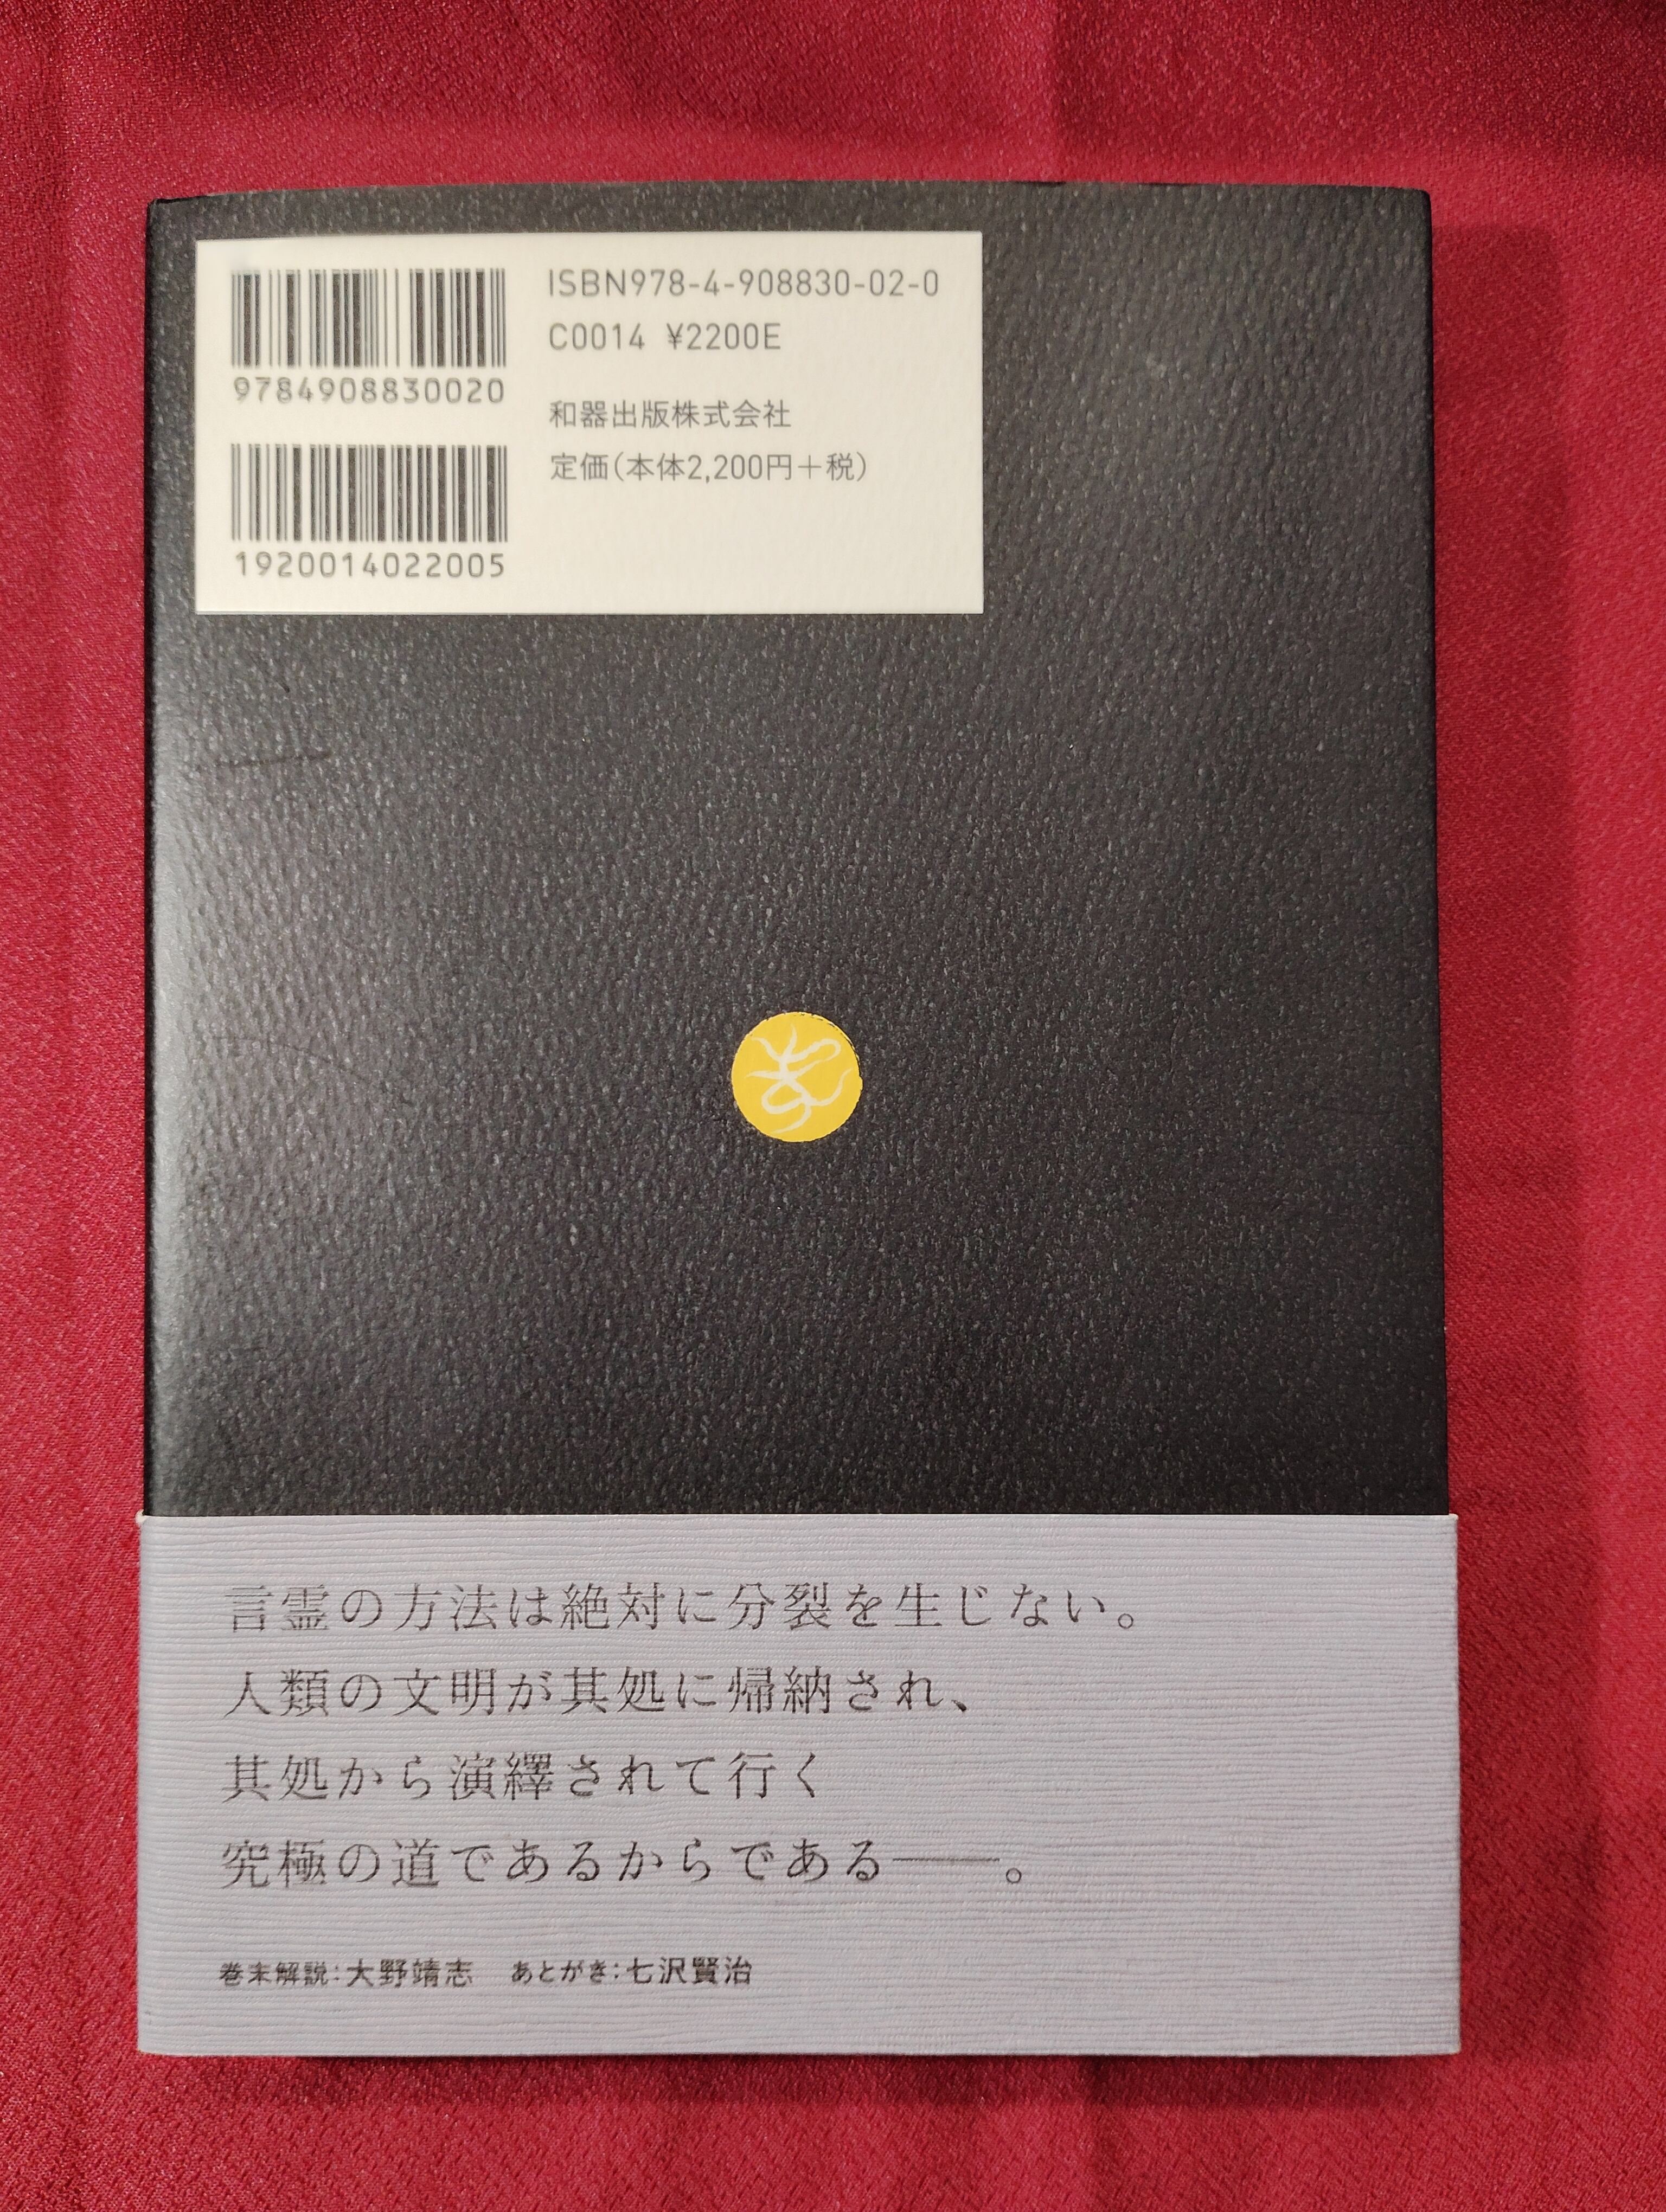 ISBN978-4-908830-02-0
C0014 ¥2200E
9784908830020
和器出版株式会社
定価(本体2,200円+税)
1920014022005
言霊の方法は絶対に分裂を生じない。
人類の文明が其処に帰納され、
其処から演繹されて行く
究極の道であるからである――。
巻末解説:大野靖志 あとがき:七沢賢治